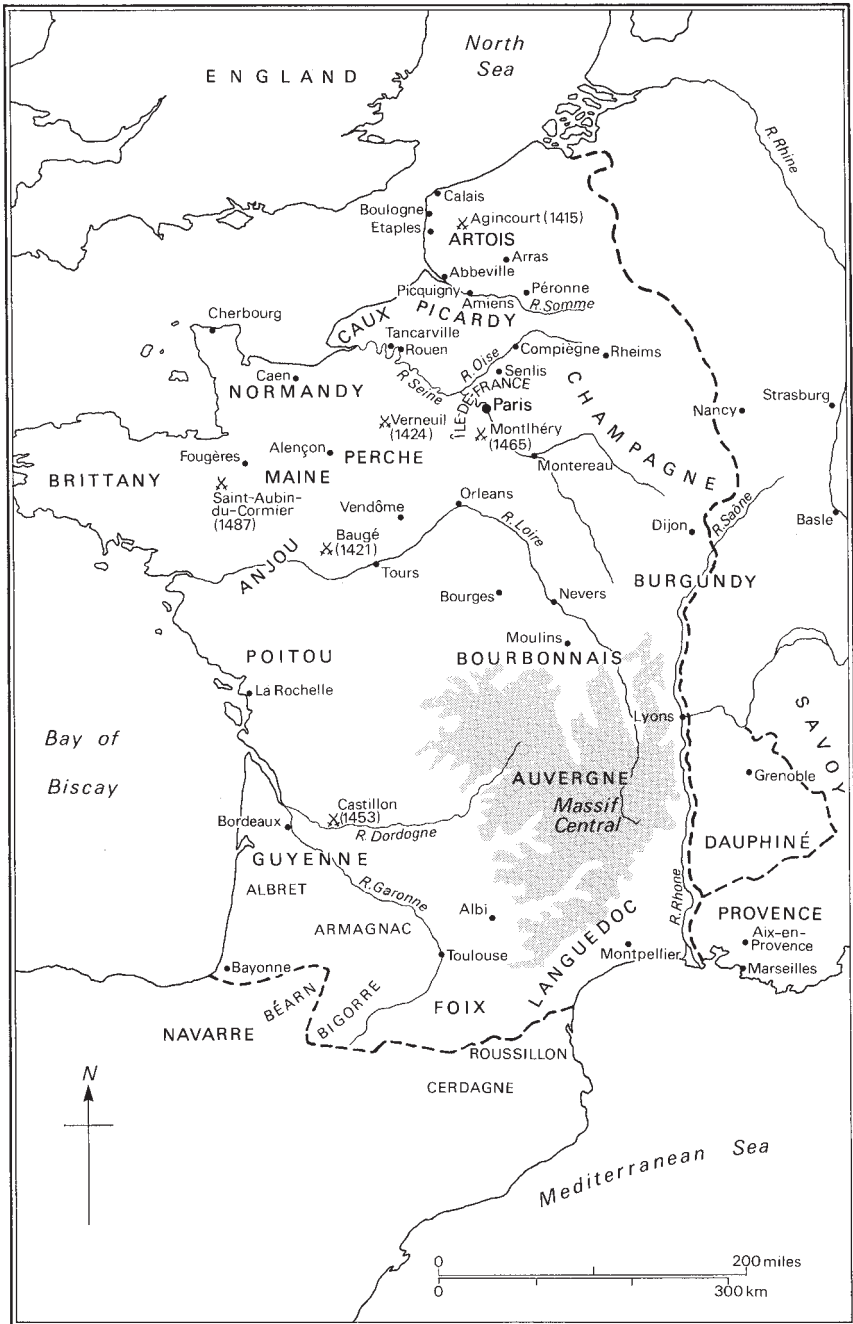 North
Sea
ENGLAND
R.Rhine
Calais
Boulogne
Agincourt (1415)
Etaples
ARTOIS
Arras
Abbeville
Picquigny
Péronne
Amiens
R.Somme
PICARDY
CAUX
Cherbourg
Tancarville
Rouen
Compiègne
Rheims
R.Oise
Senlis
Caen
R.Seine
NORMANDY
ÎLE-DE-FRANCE
Paris
CHAMPAGNE
Strasburg
Nancy
Verneuil
(1424)
Montlhéry
(1465)
Alençon
PERCHE
Fougères
Montereau
BRITTANY
MAINE
Saint-Aubin-
du-Cormier
(1487)
Vendôme
Orleans
R.Loire
Dijon
R.Saône
Basle
Baugé
(1421)
ANJOU
Tours
BURGUNDY
Bourges
Nevers
Moulins
POITOU
BOURBONNAIS
La Rochelle
Lyons
SAVOY
Bay of
Biscay
AUVERGNE
Massif
Central
Grenoble
Castillon
(1453)
Bordeaux
R.Dordogne
DAUPHINÉ
GUYENNE
ALBRET
R.Garonne
R.Rhone
Albi
PROVENCE
ARMAGNAC
LANGUEDOC
Aix-en-
Provence
Toulouse
Montpellier
Bayonne
Marseilles
BÉARN
BIGORRE
FOIX
NAVARRE
ROUSSILLON
CERDAGNE
N
Mediterranean Sea
0 200 miles
0 300 km